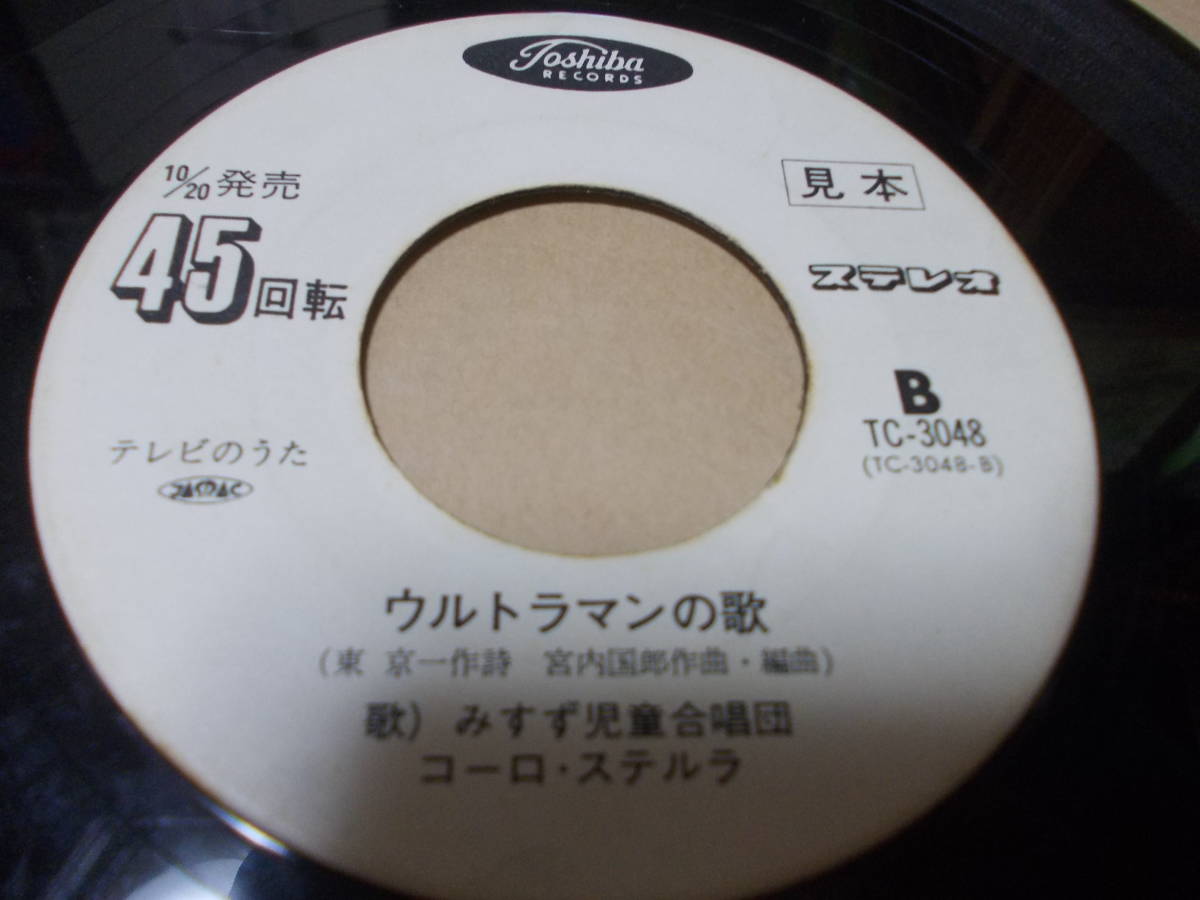 Toshiba
RECORDS
10/20 発売
見本
45回転
ステレオ
B
TC-3048
(TC-3048-B)
テレビのうた
ウルトラマンの歌
(東 京一作詩 宮内国郎作曲・編曲)
歌) みすず児童合唱団
コーロ・ステルラ